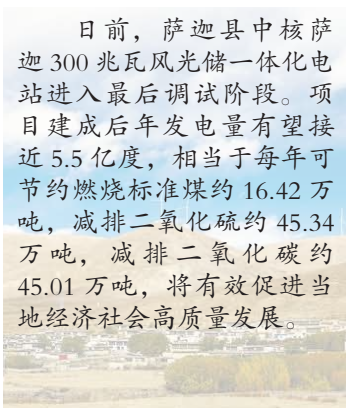 日前，萨迦县中核萨
迦 300 兆瓦风光储一体化电
站进入最后调试阶段。项
目建成后年发电量有望接
近 5.5 亿度，相当于每年可
节约燃烧标准煤约 16.42 万
吨，减排二氧化硫约 45.34
万吨，减排二氧化碳约
45.01 万吨，将有效促进当
地经济社会高质量发展。